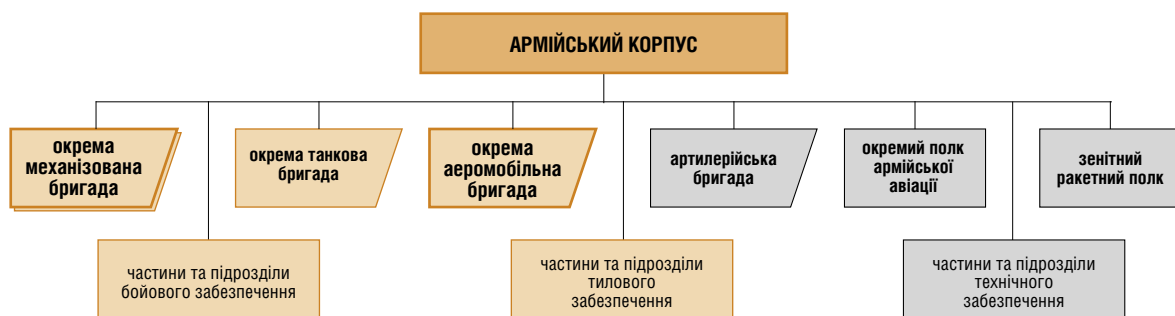 АРМІЙСЬКИЙ КОРПУС
окрема
механізована
бригада
окрема танкова
бригада
окрема
аеромобільна
бригада
артилерійська
бригада
окремий полк
армійської
авіації
зенітний
ракетний полк
частини та підрозділи
бойового забезпечення
частини та підрозділи
тилового
забезпечення
частини та підрозділи
технічного
забезпечення